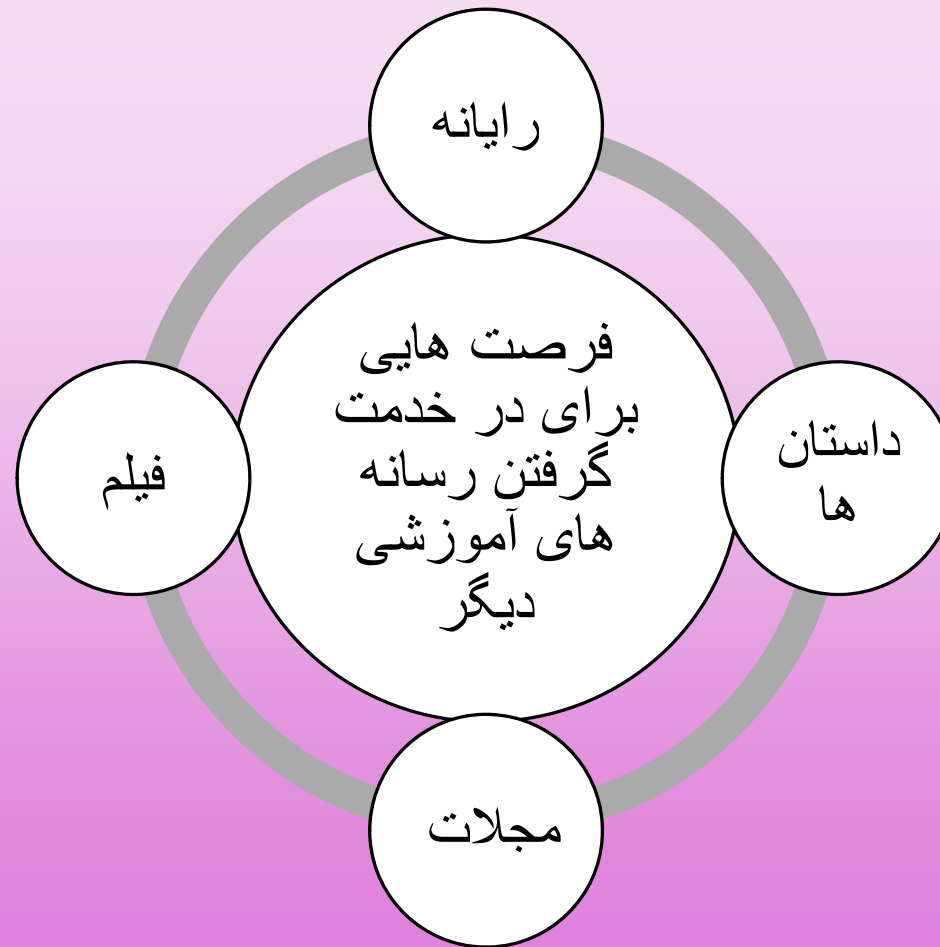 رایانه
فرصت هایی
برای در خدمت
گرفتن رسانه
های آموزشی
دیگر
داستان
ها
فیلم
مجلات